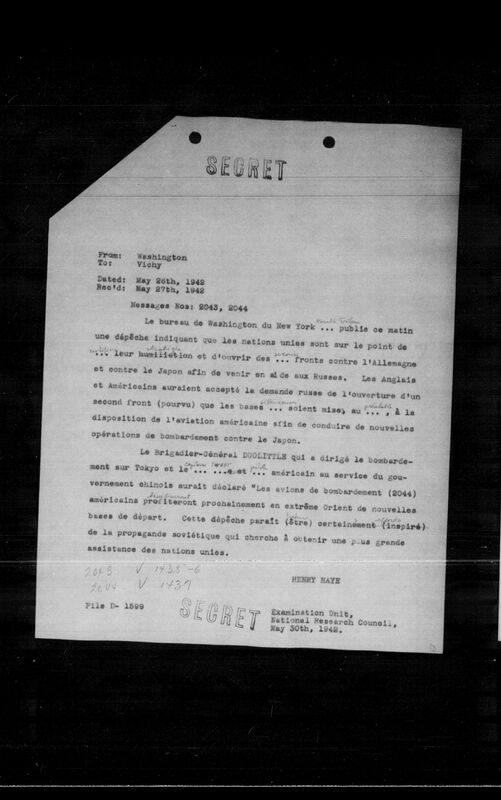 SECRET
From: Washington
To: Vichy
Dated: May 26th, 1942
Rec'd: May 27th, 1942
Messages Nos: 2043, 2044
Le bureau de Washington du New York ... publie ce matin
une dépêche indiquant que les nations unies sont sur le point de
... leur humiliation et d'ouvrir des ... fronts contre l'Allemagne
et contre le Japon afin de venir en aide aux Russes. Les Anglais
et Américains auraient accepté la demande russe de l'ouverture d'un
second front (pourvu) que les bases ... soient mises, au ..., à la
disposition de l'aviation américaine afin de conduire de nouvelles
opérations de bombardement contre le Japon.
Le Brigadier-Général DOOLITTLE qui a dirigé le bombarde-
ment sur Tokyo et le ... ...e et ... américain au service du gou-
vernement chinois aurait déclaré "Les avions de bombardement (2044)
américains profiteront prochainement en extrême Orient de nouvelles
bases de départ. Cette dépêche paraît (être) certainement (inspiré)
de la propagande soviétique qui cherche à obtenir une plus grande
assistance des nations unies.
HENRY HAYE
2043 V 1435-6
2044 V 1437
File D- 1599
SECRET
Examination Unit,
National Research Council,
May 30th, 1942.